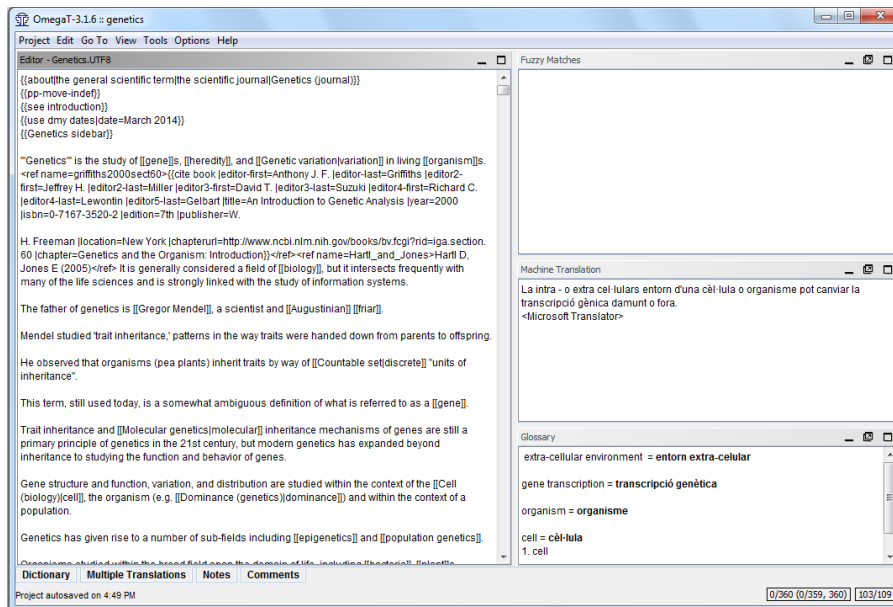 OmegaT-3.1.6 :: genetics
Project Edit Go To View Tools Options Help
Editor - Genetics.UTF8
{{about|the general scientific term|the scientific journal|Genetics (journal)}}
{{pp-move-indef}}
{{see introduction}}
{{use dmy dates|date=March 2014}}
{{Genetics sidebar}}
'''Genetics''' is the study of [[gene]]s, [[heredity]], and [[Genetic variation|variation]] in living [[organism]]s.
<ref name=griffiths2000sect60>{{cite book |editor-first=Anthony J. F. |editor-last=Griffiths |editor2-
first=Jeffrey H. |editor2-last=Miller |editor3-first=David T. |editor3-last=Suzuki |editor4-first=Richard C.
|editor4-last=Lewontin |editor5-last=Gelbart |title=An Introduction to Genetic Analysis |year=2000
|isbn=0-7167-3520-2 |edition=7th |publisher=W.
H. Freeman |location=New York |chapterurl=http://www.ncbi.nlm.nih.gov/books/bv.fcgi?rid=iga.section.
60 |chapter=Genetics and the Organism: Introduction}}</ref><ref name=Hartl_and_Jones>Hartl D,
Jones E (2005)</ref> It is generally considered a field of [[biology]], but it intersects frequently with
many of the life sciences and is strongly linked with the study of information systems.
The father of genetics is [[Gregor Mendel]], a scientist and [[Augustinian]] [[friar]].
Mendel studied 'trait inheritance,' patterns in the way traits were handed down from parents to offspring.
He observed that organisms (pea plants) inherit traits by way of [[Countable set|discrete]] "units of
inheritance".
This term, still used today, is a somewhat ambiguous definition of what is referred to as a [[gene]].
Trait inheritance and [[Molecular genetics|molecular]] inheritance mechanisms of genes are still a
primary principle of genetics in the 21st century, but modern genetics has expanded beyond
inheritance to studying the function and behavior of genes.
Gene structure and function, variation, and distribution are studied within the context of the [[Cell
(biology)|cell]], the organism (e.g. [[Dominance (genetics)|dominance]]) and within the context of a
population.
Genetics has given rise to a number of sub-fields including [[epigenetics]] and [[population genetics]].
Organisms studied within the broad field span the domain of life, including [[bacteria]], [[plant]]s,
Fuzzy Matches
Machine Translation
La intra - o extra cel·lulars entorn d'una cèl·lula o organisme pot canviar la
transcripció gènica damunt o fora.
<Microsoft Translator>
Glossary
extra-cellular environment = entorn extra-celular
gene transcription = transcripció genètica
organism = organisme
cell = cèl·lula
1. cell
Dictionary Multiple Translations Notes Comments
Project autosaved on 4:49 PM
0/360 (0/359, 360) 103/109